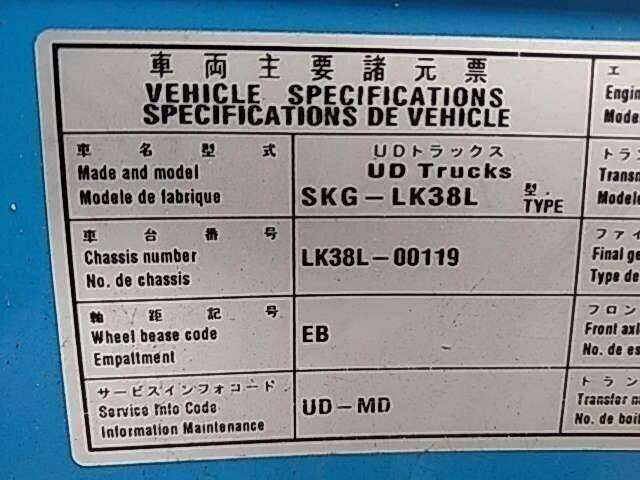 車両主要諸元票
VEHICLE SPECIFICATIONS
SPECIFICATIONS DE VEHICLE
車名型式
Made and model
Modele de fabrique
UDトラックス
UD Trucks
SKG-LK38L 型. TYPE
車台番号
Chassis number
No. de chassis
LK38L-00119
軸距記号
Wheel bease code
Empattment
EB
サービスインフォコード
Service Info Code
Information Maintenance
UD-MD
エ
Engin
Mode
トラン
Transm
Modele
ファイ
Final ge
Type de
フロン
Front axl
No. de es
トラン
Transfer n
No. de boit